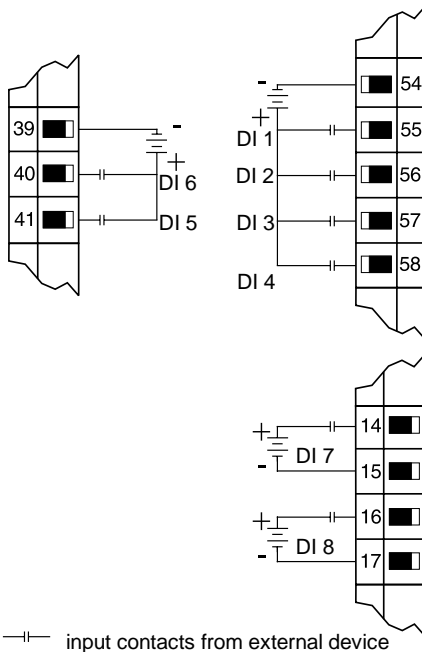 39
40
41
-
+
DI 6
DI 5
-
+
DI 1
DI 2
DI 3
DI 4
54
55
56
57
58
+
-
DI 7
14
15
+
-
DI 8
16
17
input contacts from external device